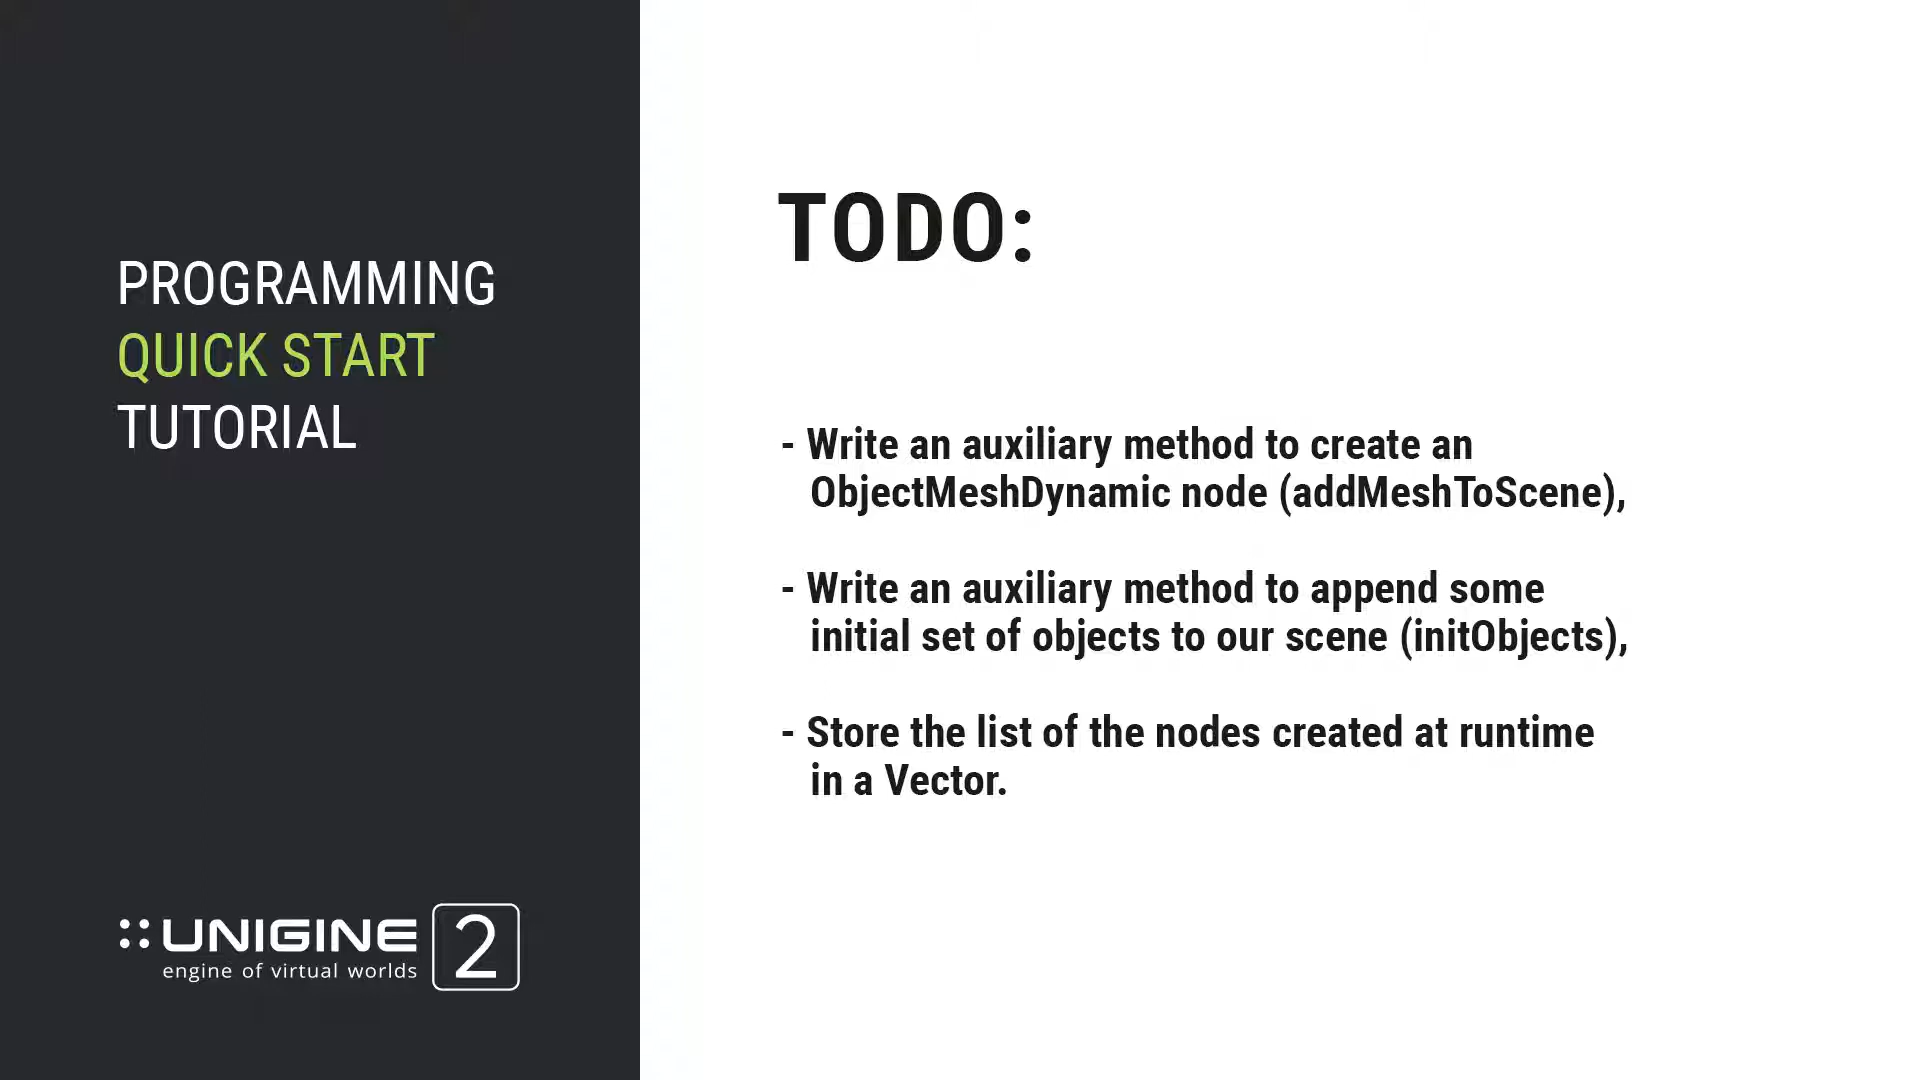 PROGRAMMING
QUICK START
TUTORIAL
UNIGINE 2
engine of virtual worlds
TODO:
- Write an auxiliary method to create an
ObjectMeshDynamic node (addMeshToScene),
- Write an auxiliary method to append some
initial set of objects to our scene (initObjects),
- Store the list of the nodes created at runtime
in a Vector.